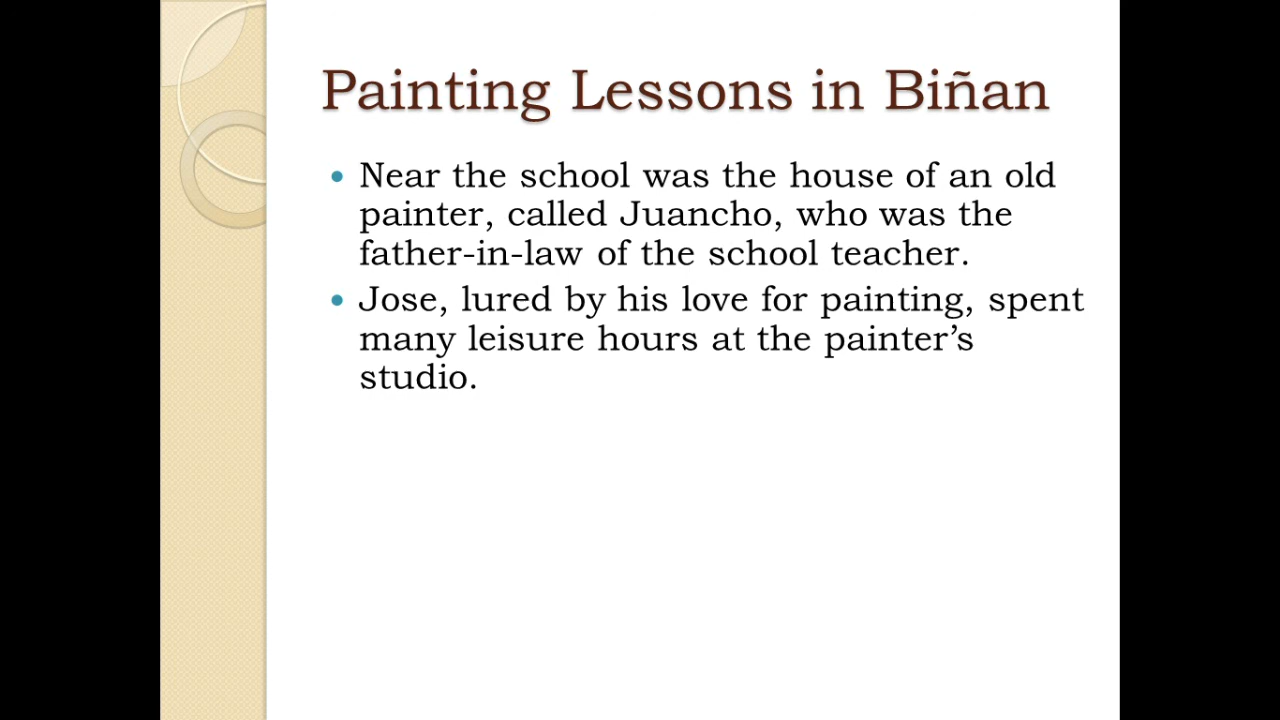 Painting Lessons in Biñan
• Near the school was the house of an old
painter, called Juancho, who was the
father-in-law of the school teacher.
• Jose, lured by his love for painting, spent
many leisure hours at the painter’s
studio.